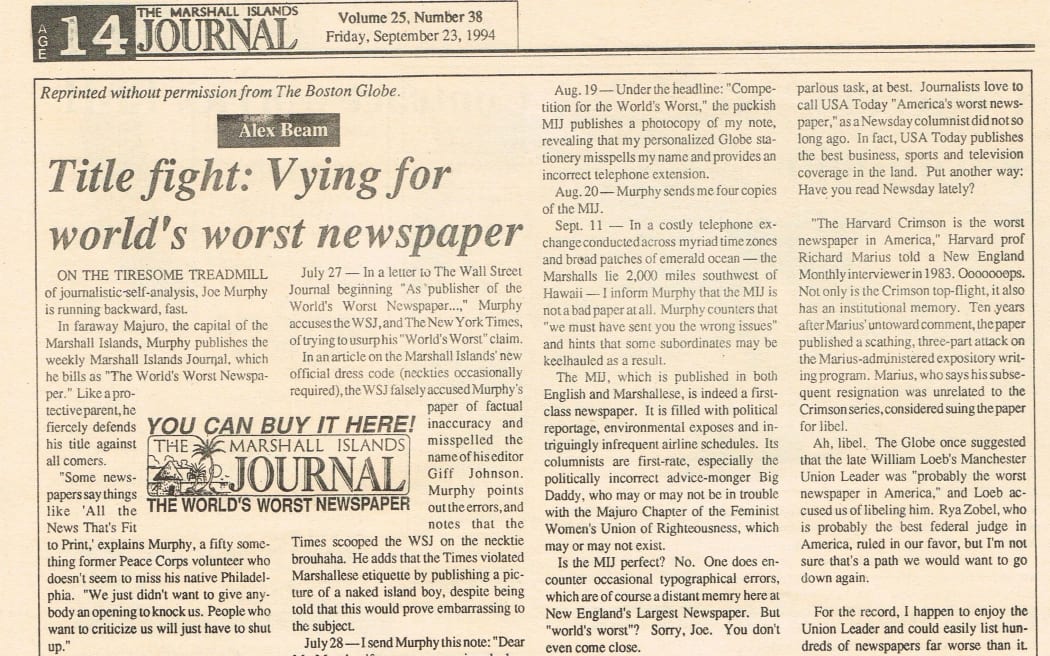 PAGE 14
THE MARSHALL ISLANDS
JOURNAL
Volume 25, Number 38
Friday, September 23, 1994
Reprinted without permission from The Boston Globe.
Alex Beam
Title fight: Vying for
world's worst newspaper
ON THE TIRESOME TREADMILL
of journalistic self-analysis, Joe Murphy
is running backward, fast.
In faraway Majuro, the capital of the
Marshall Islands, Murphy publishes the
weekly Marshall Islands Journal, which
he bills as "The World's Worst Newspa-
per." Like a pro-
tective parent, he
fiercely defends
his title against
all comers.
"Some news-
papers say things
like 'All the
News That's Fit
to Print,' explains Murphy, a fifty some-
thing former Peace Corps volunteer who
doesn't seem to miss his native Philadel-
phia. "We just didn't want to give any-
body an opening to knock us. People who
want to criticize us will just have to shut
up."
YOU CAN BUY IT HERE!
THE MARSHALL ISLANDS
JOURNAL
THE WORLD'S WORST NEWSPAPER
July 27 — In a letter to The Wall Street
Journal beginning "As publisher of the
World's Worst Newspaper...," Murphy
accuses the WSJ, and The New York Times,
of trying to usurp his "World's Worst" claim.
In an article on the Marshall Islands' new
official dress code (neckties occasionally
required), the WSJ falsely accused Murphy's
paper of factual
inaccuracy and
misspelled the
name of his editor
Giff Johnson.
Murphy points
out the errors, and
notes that the
Times scooped the WSJ on the necktie
brouhaha. He adds that the Times violated
Marshallese etiquette by publishing a pic-
ture of a naked island boy, despite being
told that this would prove embarrassing to
the subject.
July 28 — I send Murphy this note: "Dear
Aug. 19 — Under the headline: "Compe-
tition for the World's Worst," the puckish
MIJ publishes a photocopy of my note,
revealing that my personalized Globe sta-
tionery misspells my name and provides an
incorrect telephone extension.
Aug. 20 — Murphy sends me four copies
of the MIJ.
Sept. 11 — In a costly telephone ex-
change conducted across myriad time zones
and broad patches of emerald ocean — the
Marshalls lie 2,000 miles southwest of
Hawaii — I inform Murphy that the MIJ is
not a bad paper at all. Murphy counters that
"we must have sent you the wrong issues"
and hints that some subordinates may be
keelhauled as a result.
The MIJ, which is published in both
English and Marshallese, is indeed a first-
class newspaper. It is filled with political
reportage, environmental exposes and in-
triguingly infrequent airline schedules. Its
columnists are first-rate, especially the
politically incorrect advice-monger Big
Daddy, who may or may not be in trouble
with the Majuro Chapter of the Feminist
Women's Union of Righteousness, which
may or may not exist.
Is the MIJ perfect? No. One does en-
counter occasional typographical errors,
which are of course a distant memory here at
New England's Largest Newspaper. But
"world's worst"? Sorry, Joe. You don't
even come close.
parlous task, at best. Journalists love to
call USA Today "America's worst news-
paper," as a Newsday columnist did not so
long ago. In fact, USA Today publishes
the best business, sports and television
coverage in the land. Put another way:
Have you read Newsday lately?
"The Harvard Crimson is the worst
newspaper in America," Harvard prof
Richard Marius told a New England
Monthly interviewer in 1983. Ooooooops.
Not only is the Crimson top-flight, it also
has an institutional memory. Ten years
after Marius' untoward comment, the paper
published a scathing, three-part attack on
the Marius-administered expository writ-
ing program. Marius, who says his subse-
quent resignation was unrelated to the
Crimson series, considered suing the paper
for libel.
Ah, libel. The Globe once suggested
that the late William Loeb's Manchester
Union Leader was "probably the worst
newspaper in America," and Loeb ac-
cused us of libeling him. Rya Zobel, who
is probably the best federal judge in
America, ruled in our favor, but I'm not
sure that's a path we would want to go
down again.
For the record, I happen to enjoy the
Union Leader and could easily list hun-
dreds of newspapers far worse than it.